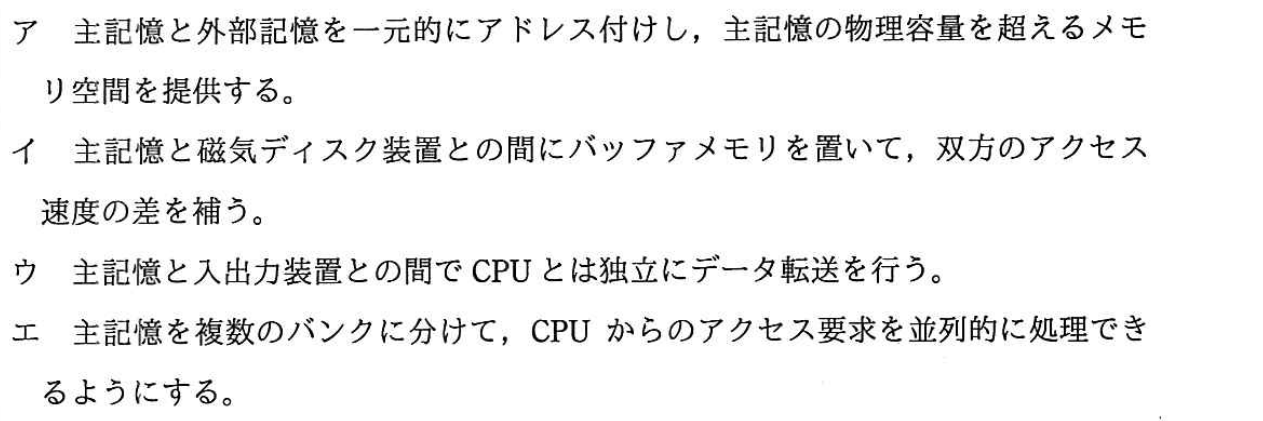 ア　主記憶と外部記憶を一元的にアドレス付けし，主記憶の物理容量を超えるメモ
リ空間を提供する。
イ　主記憶と磁気ディスク装置との間にバッファメモリを置いて，双方のアクセス
速度の差を補う。
ウ　主記憶と入出力装置との間で CPU とは独立にデータ転送を行う。
エ　主記憶を複数のバンクに分けて，CPU からのアクセス要求を並列的に処理でき
るようにする。